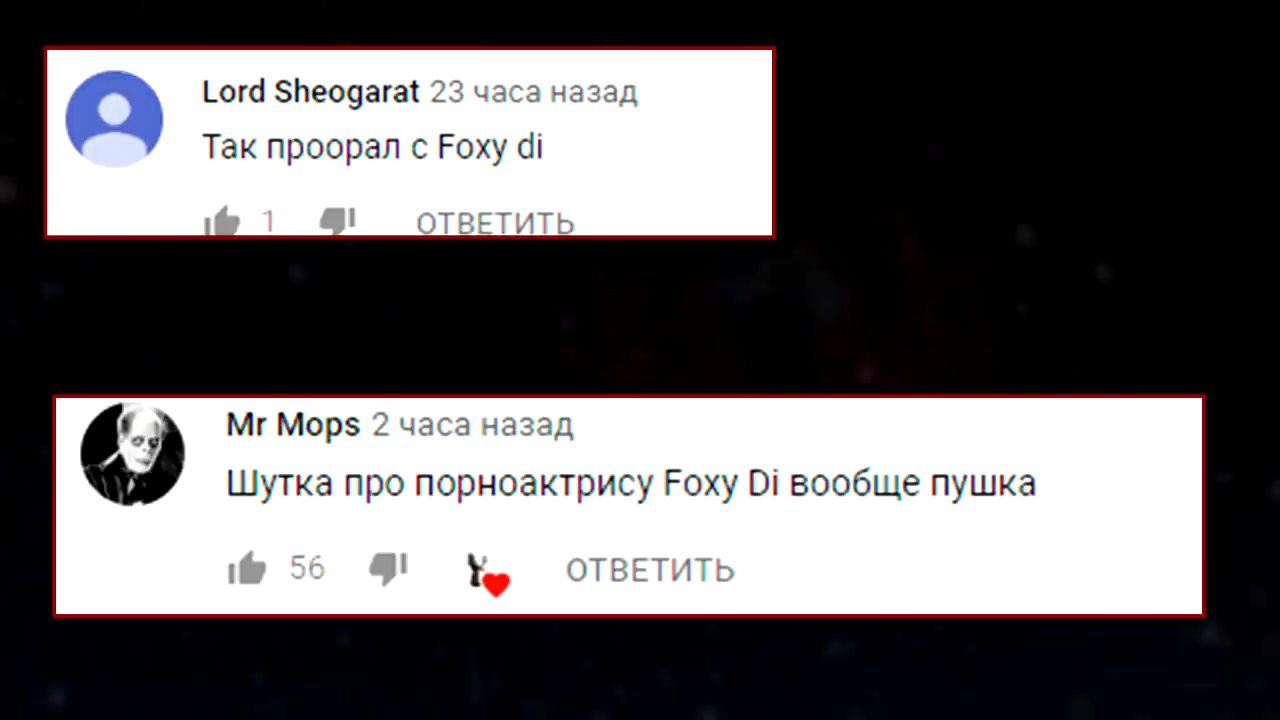 Lord Sheogarat 23 часа назад
Так проорал с Foxy di
1 ОТВЕТИТЬ
Mr Mops 2 часа назад
Шутка про порноактрису Foxy Di вообще пушка
56 ОТВЕТИТЬ